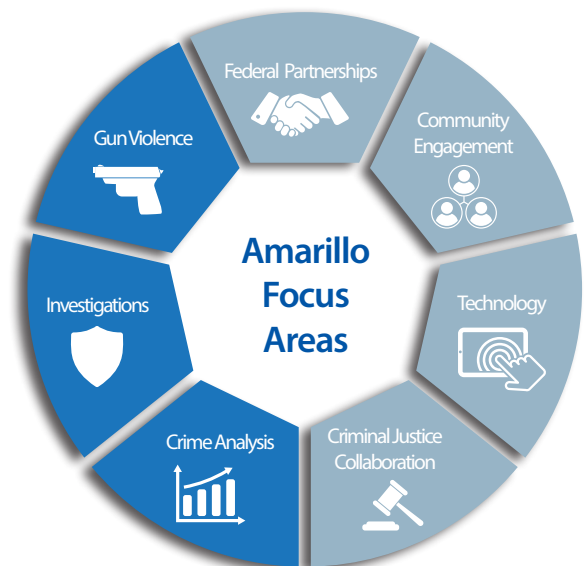 Federal Partnerships
Community
Engagement
Technology
Criminal Justice
Collaboration
Crime Analysis
Investigations
Gun Violence
Amarillo
Focus
Areas